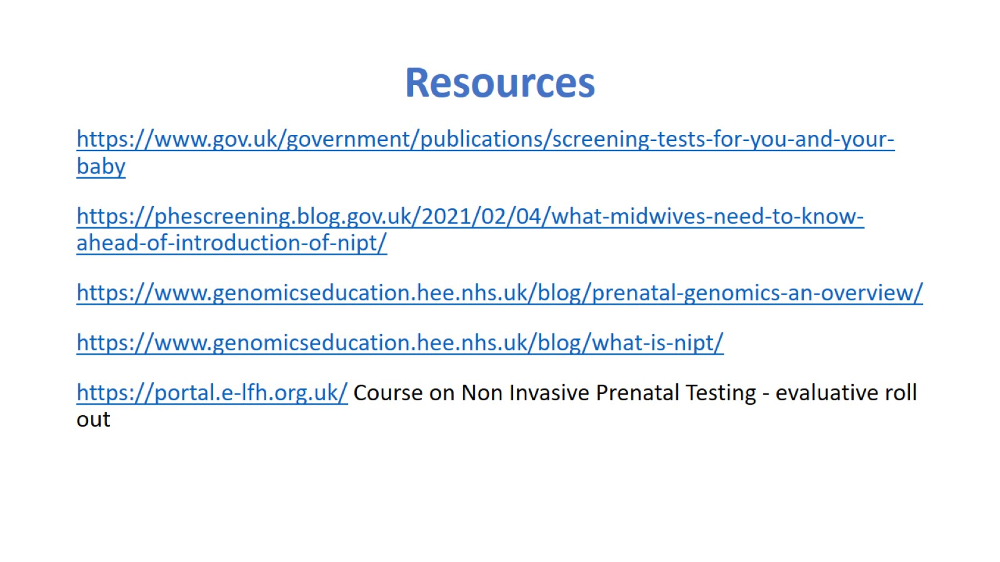 Resources
https://www.gov.uk/government/publications/screening-tests-for-you-and-your-
baby
https://phescreening.blog.gov.uk/2021/02/04/what-midwives-need-to-know-
ahead-of-introduction-of-nipt/
https://www.genomicseducation.hee.nhs.uk/blog/prenatal-genomics-an-overview/
https://www.genomicseducation.hee.nhs.uk/blog/what-is-nipt/
https://portal.e-lfh.org.uk/ Course on Non Invasive Prenatal Testing - evaluative roll
out